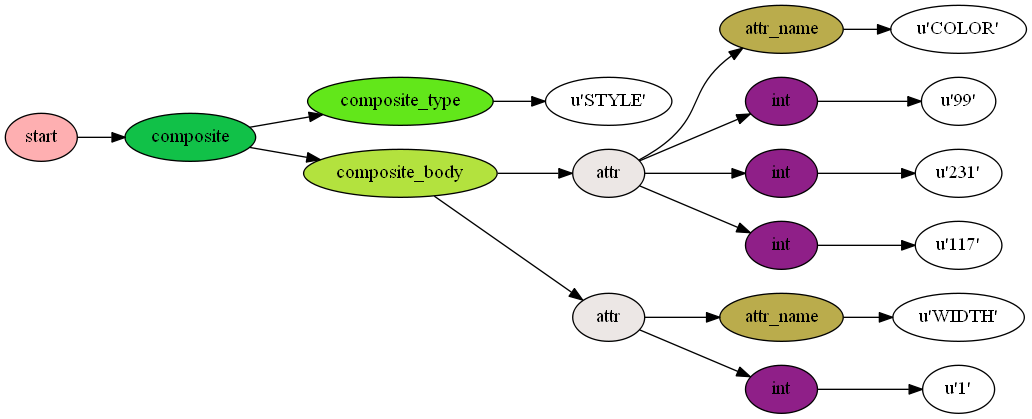 attr_name
u'COLOR'
composite_type
u'STYLE'
int
u'99'
start
composite
composite_body
attr
int
u'231'
int
u'117'
attr
attr_name
u'WIDTH'
int
u'1'